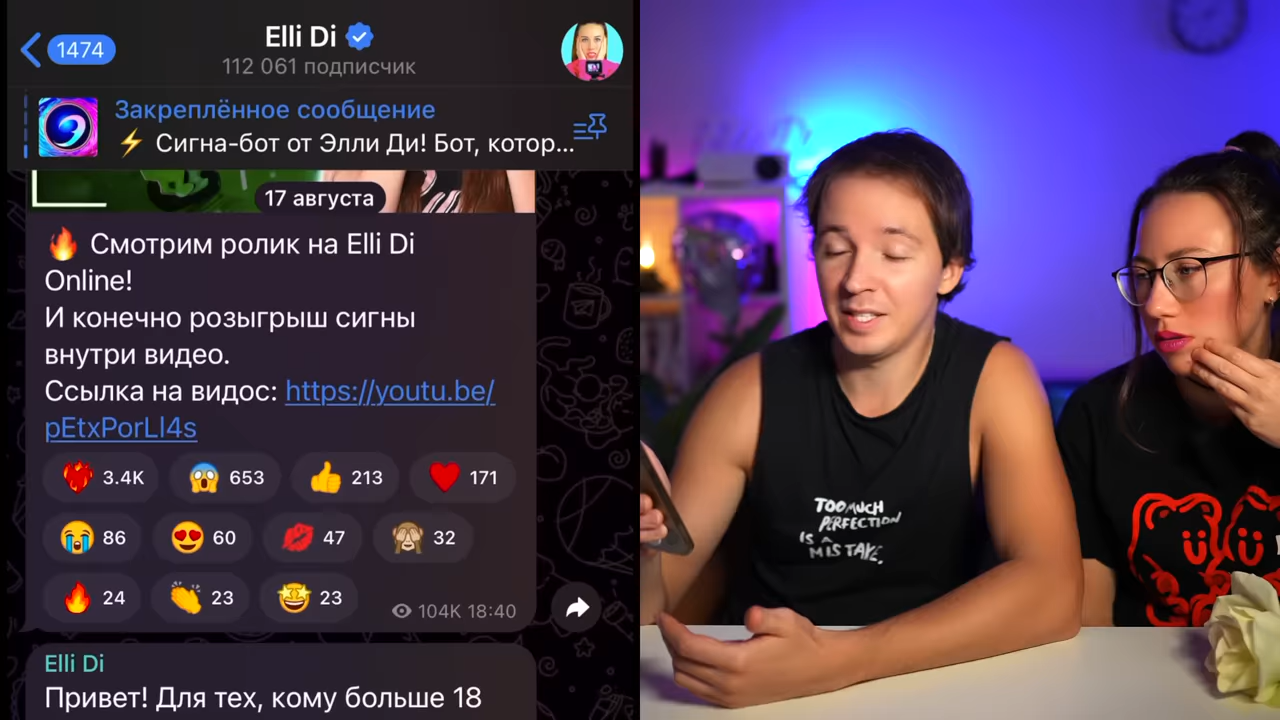 1474
Elli Di
112 061 подписчик
Закреплённое сообщение
⚡ Сигна-бот от Элли Ди! Бот, котор...
17 августа
🔥 Смотрим ролик на Elli Di
Online!
И конечно розыгрыш сигны
внутри видео.
Ссылка на видос: https://youtu.be/
pEtxPorLl4s
3.4K 653 213 171
86 60 47 32
24 23 23
104K 18:40
Elli Di
Привет! Для тех, кому больше 18
TOO MUCH
PERFECTION
IS A
MISTAKE.